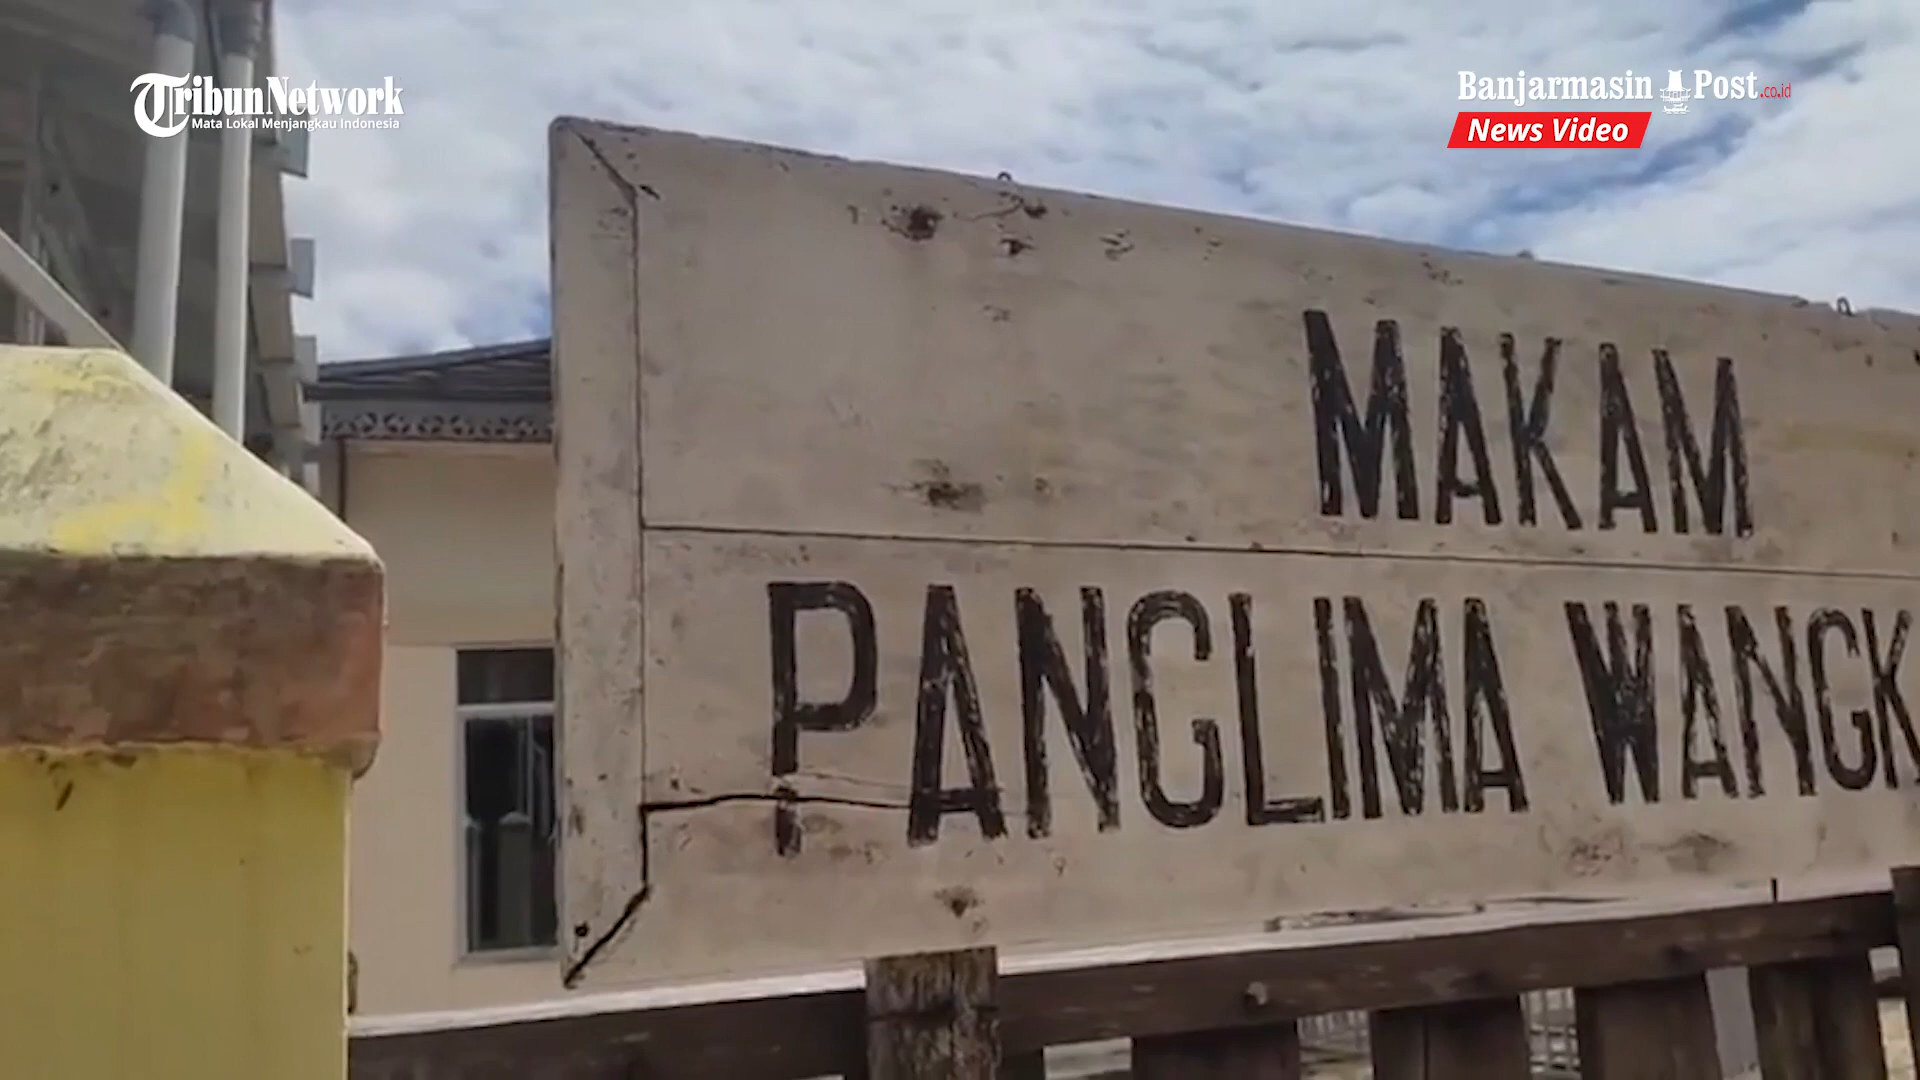 TribunNetwork
Mata Lokal Menjangkau Indonesia
Banjarmasin Post.co.id
News Video
MAKAM
PANGLIMA WANGK